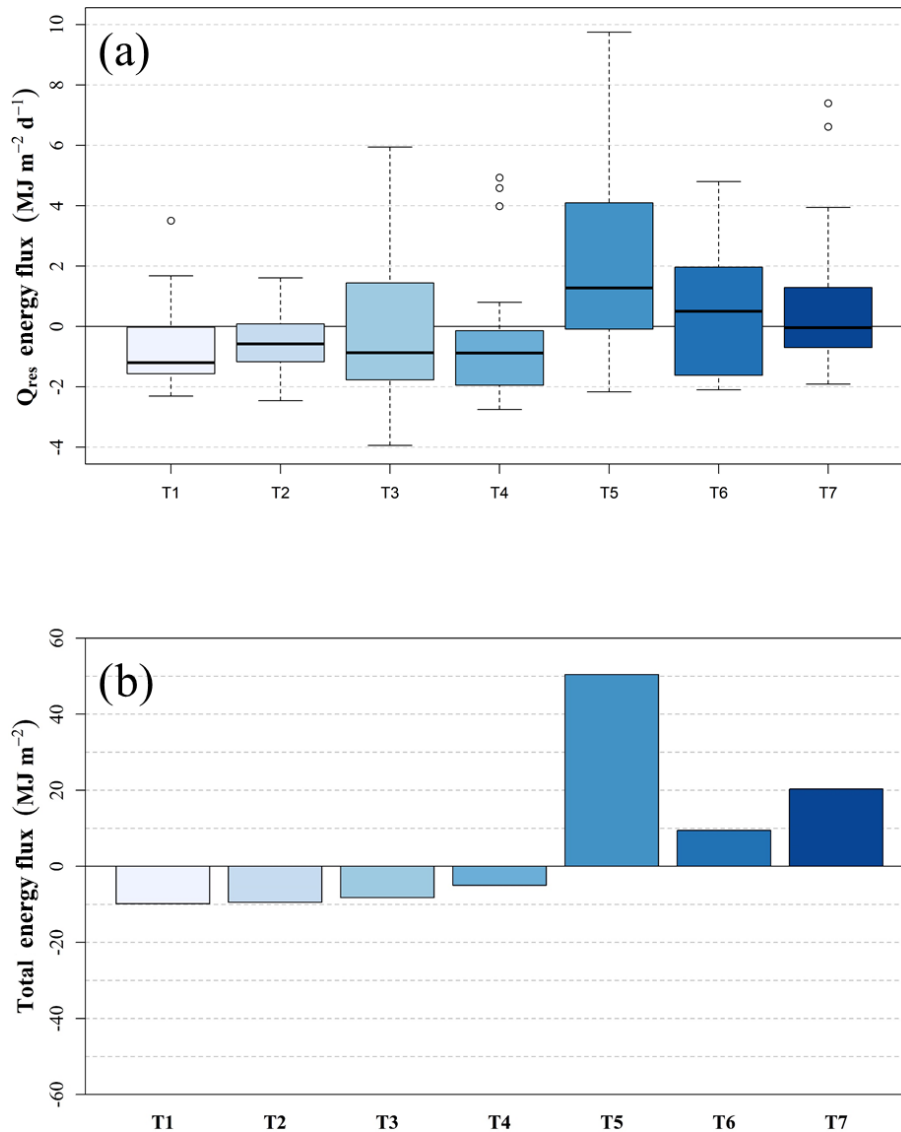 (a)
Q_res energy flux (MJ m⁻² d⁻¹)
10
8
6
4
2
0
-2
-4
T1 T2 T3 T4 T5 T6 T7
(b)
Total energy flux (MJ m⁻²)
60
40
20
0
-20
-40
-60
T1 T2 T3 T4 T5 T6 T7